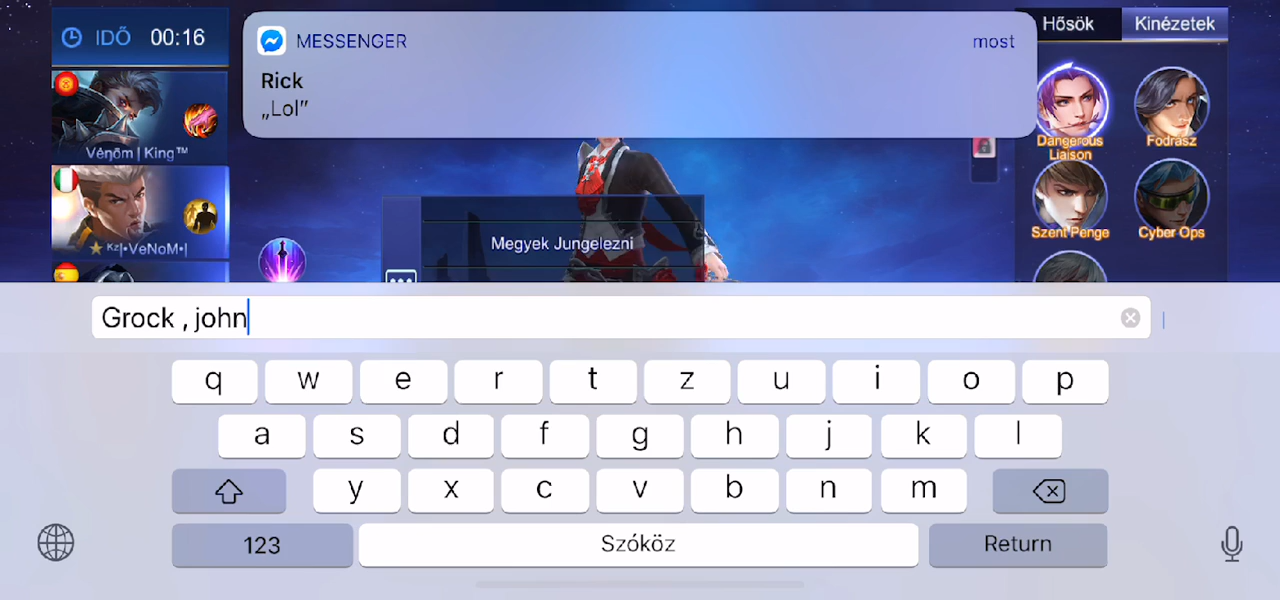 IDŐ 00:16
Vénøm | King™
★ ᴷᶻ|•VeNoM•|
MESSENGER
most
Rick
„Lol”
Hősök
Kinézetek
Dangerous
Liaison
Fodrász
Szent Penge
Cyber Ops
Megyek Jungelezni
Grock , john
q w e r t z u i o p
a s d f g h j k l
y x c v b n m
123
Szóköz
Return